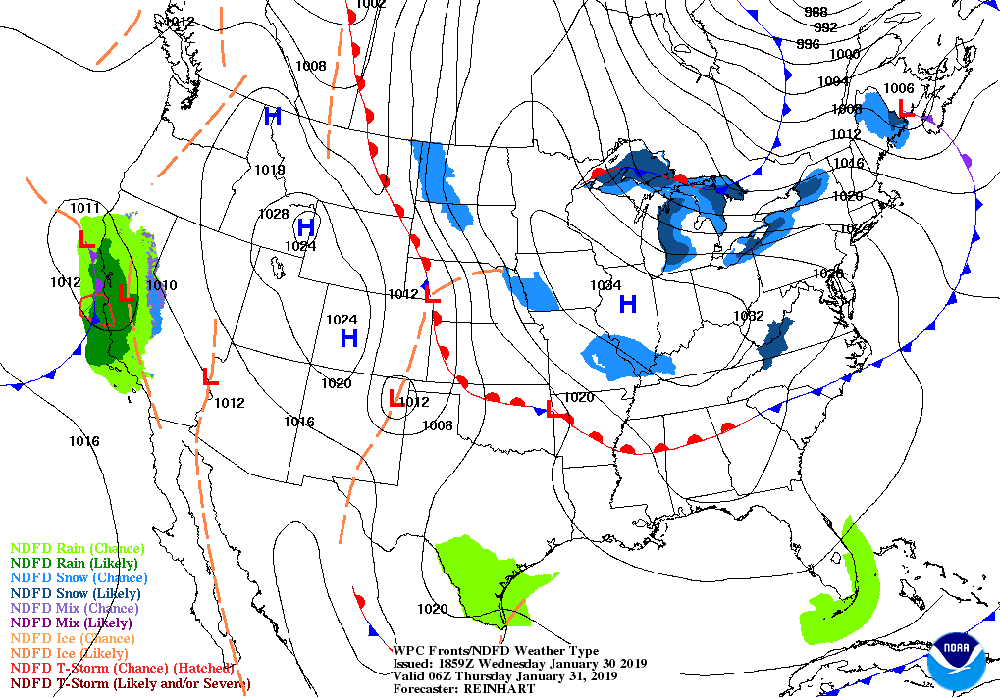 1002
1012
988
992
996
1008
1000
1004
1006
H
L
1008
1012
1018
1016
1020
1011
1028
H
1024
1024
L
1028
1012
1010
1034
1012
L
L
H
1024
1032
H
L
1020
1012
L
1012
1020
L
1016
1008
1016
NDFD Rain (Chance)
NDFD Rain (Likely)
NDFD Snow (Chance)
NDFD Snow (Likely)
NDFD Mix (Chance)
NDFD Mix (Likely)
NDFD Ice (Chance)
NDFD Ice (Likely)
NDFD T-Storm (Chance) (Hatched)
NDFD T-Storm (Likely and/or Severe)
1020
WPC Fronts/NDFD Weather Type
Issued: 1859Z Wednesday January 30 2019
Valid 06Z Thursday January 31, 2019
Forecaster: REINHART
NOAA